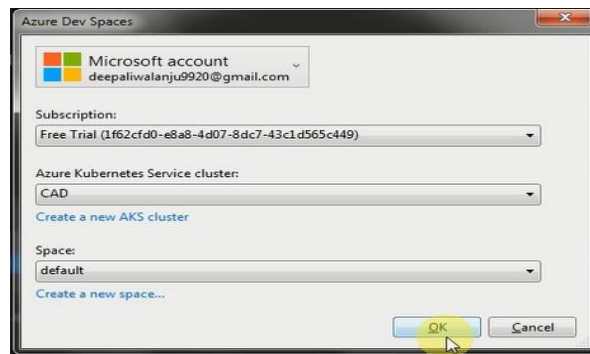 Azure Dev Spaces
Microsoft account
deepaliwalanju9920@gmail.com
Subscription:
Free Trial (1f62cfd0-e8a8-4d07-8dc7-43c1d565c449)
Azure Kubernetes Service cluster:
CAD
Create a new AKS cluster
Space:
default
Create a new space...
OK Cancel